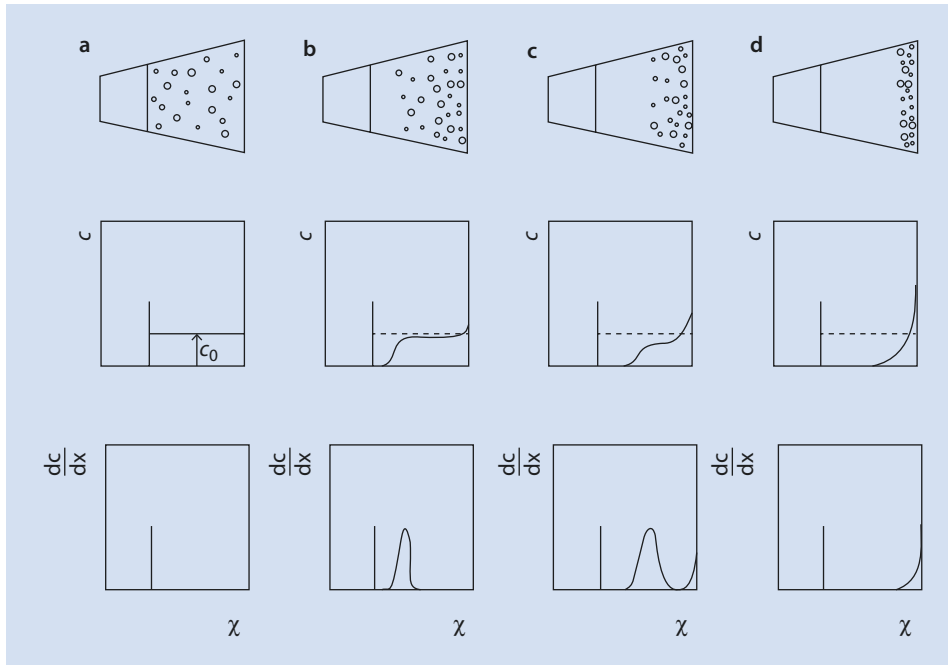 a b c d
c c c c
c₀
dc/dx dc/dx dc/dx dc/dx
χ χ χ χ